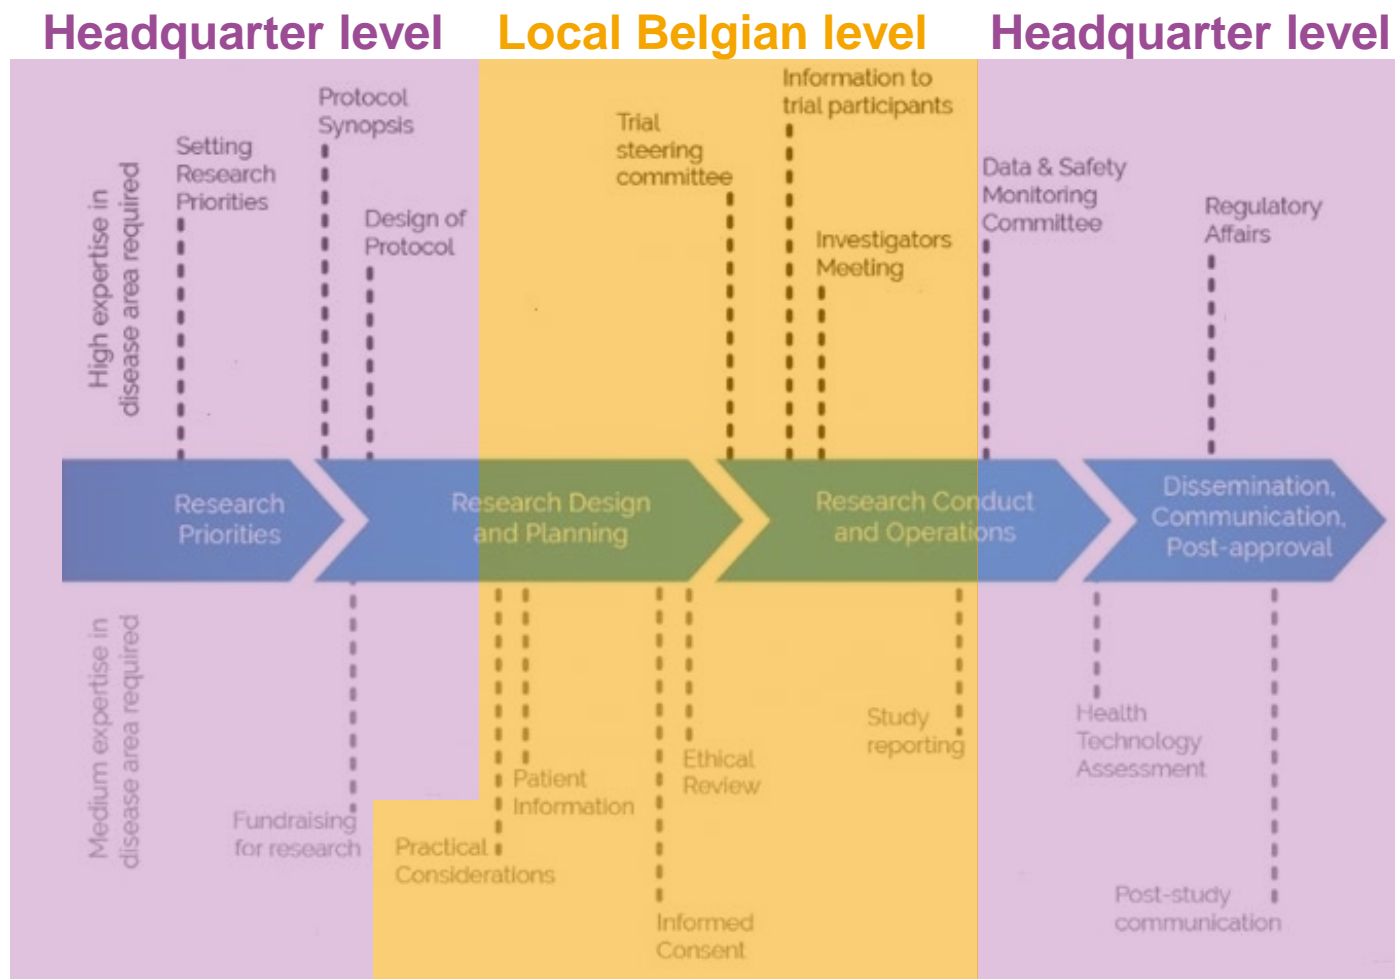 Headquarter level
Local Belgian level
Headquarter level
High expertise in
disease area required
Setting
Research
Priorities
Protocol
Synopsis
Design of
Protocol
Trial
steering
committee
Information to
trial participants
Investigators
Meeting
Data & Safety
Monitoring
Committee
Regulatory
Affairs
Research
Priorities
Research Design
and Planning
Research Conduct
and Operations
Dissemination,
Communication,
Post-approval
Medium expertise in
disease area required
Fundraising
for research
Practical
Considerations
Patient
Information
Informed
Consent
Ethical
Review
Study
reporting
Health
Technology
Assessment
Post-study
communication